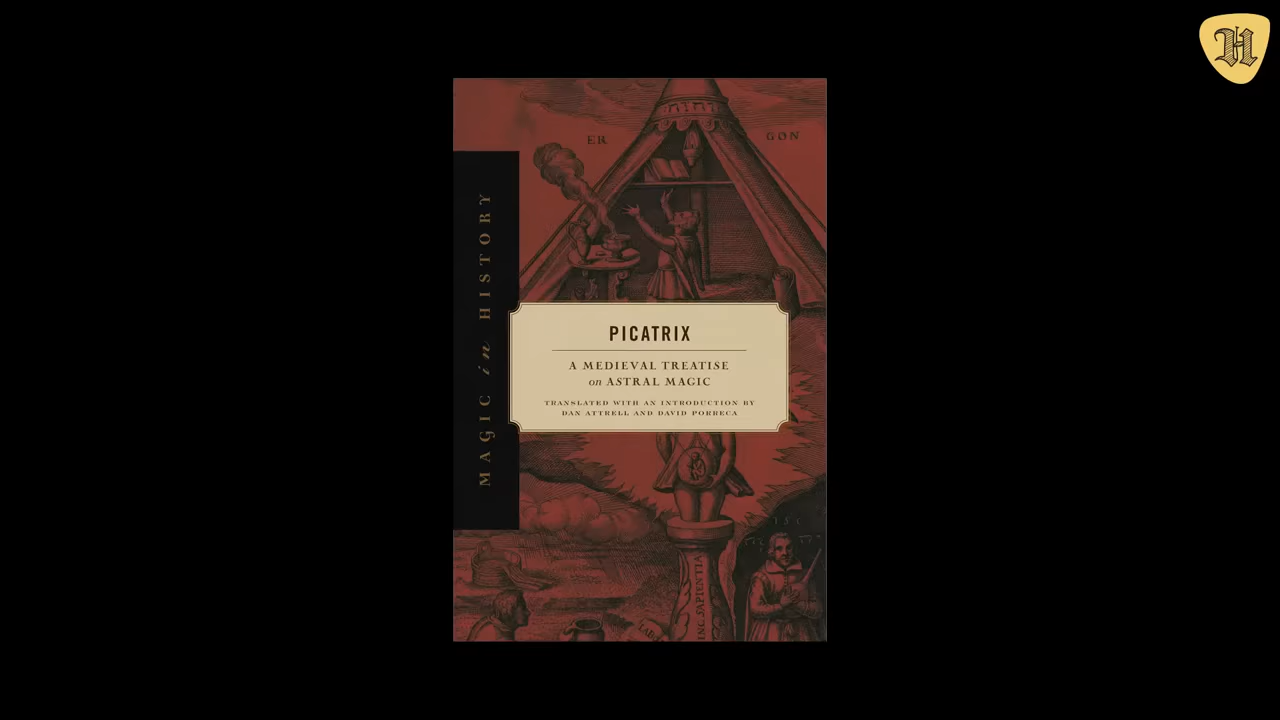 H
ER GON
MAGIC in HISTORY
PICATRIX
A MEDIEVAL TREATISE
on ASTRAL MAGIC
TRANSLATED WITH AN INTRODUCTION BY
DAN ATTRELL AND DAVID PORRECA
SAPIENTIA